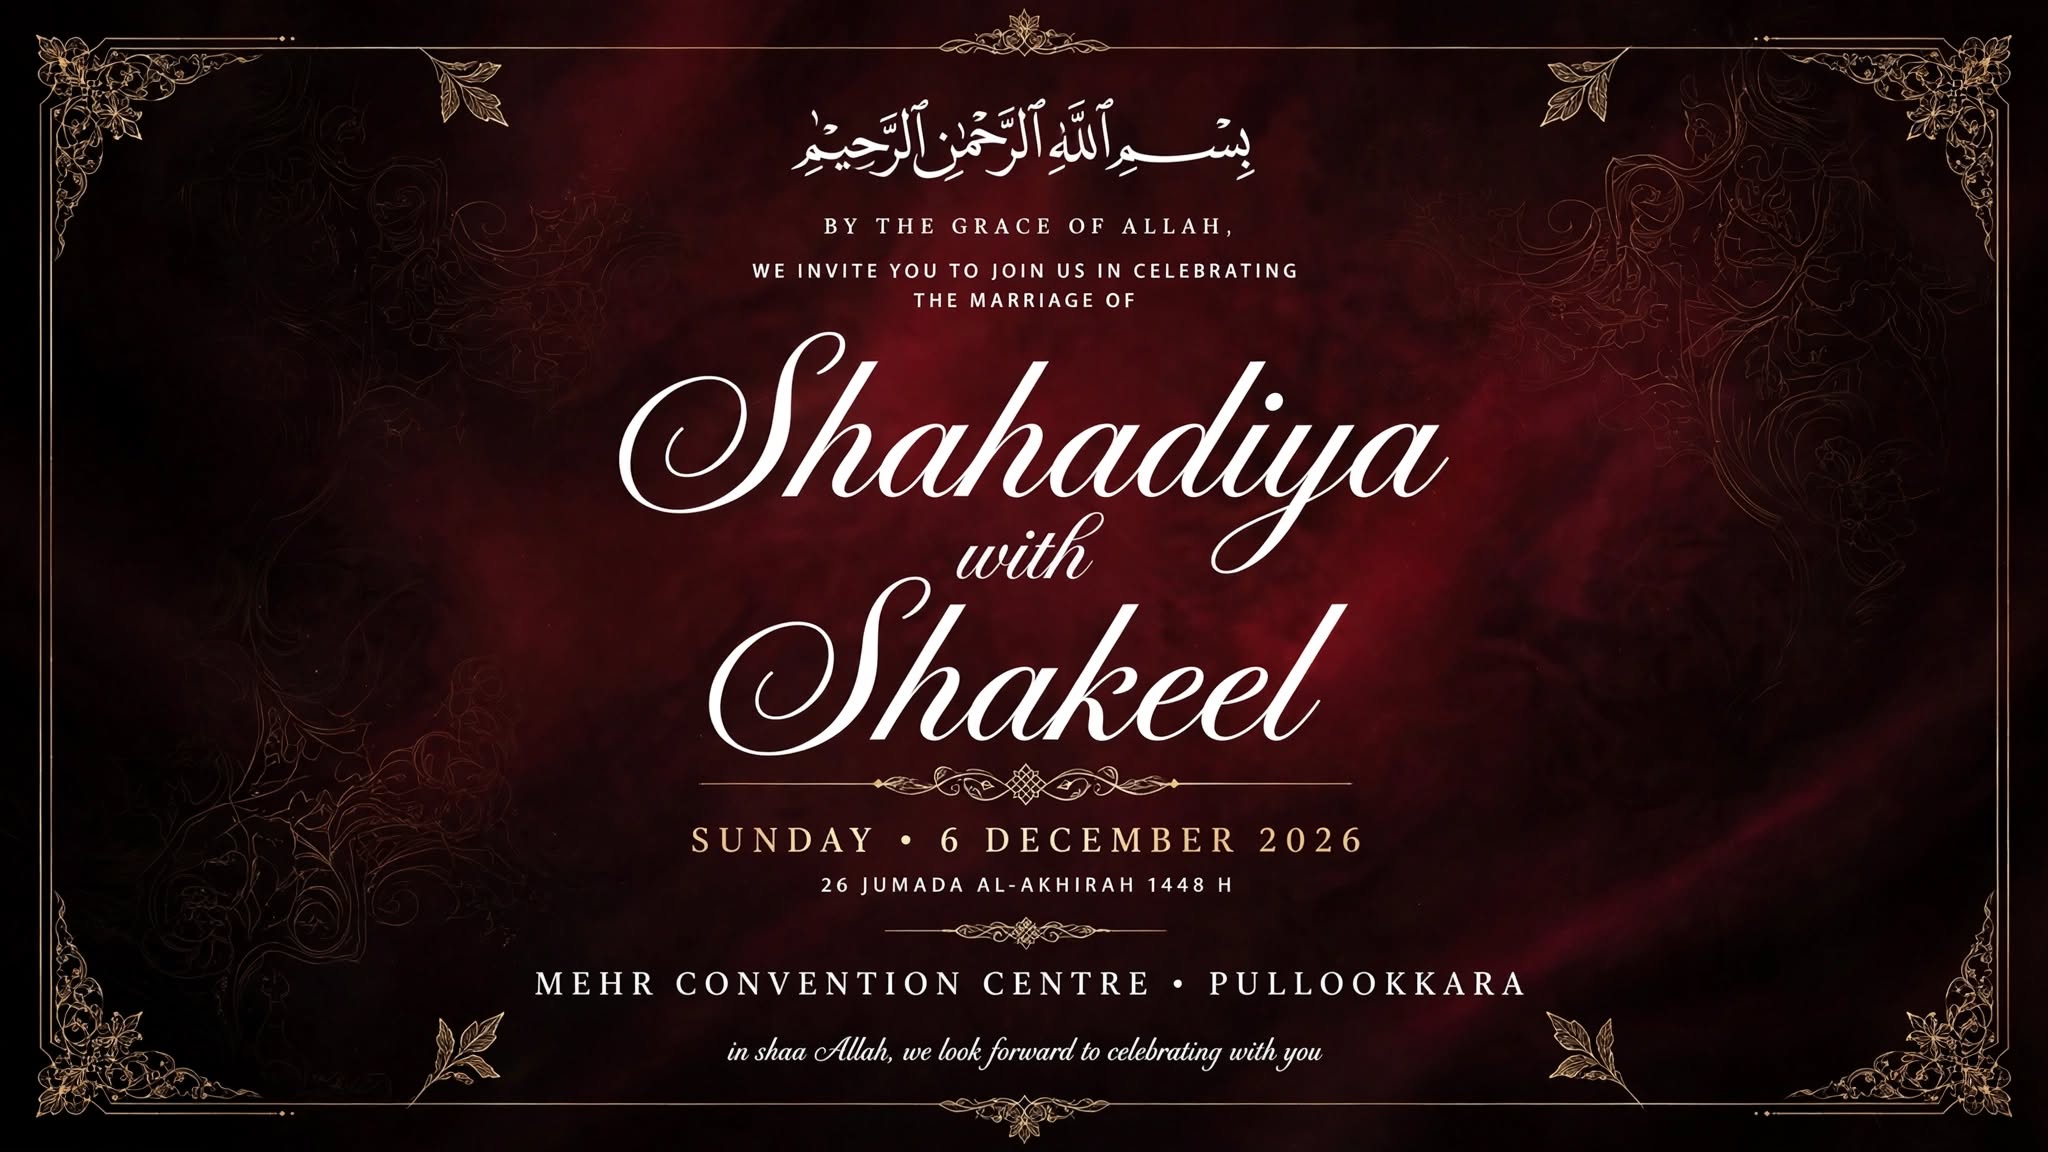 بِسْمِ ٱللَّهِ ٱلرَّحْمَٰنِ ٱلرَّحِيمِ
BY THE GRACE OF ALLAH,
WE INVITE YOU TO JOIN US IN CELEBRATING
THE MARRIAGE OF
Shahadiya
with
Shakeel
SUNDAY • 6 DECEMBER 2026
26 JUMADA AL-AKHIRAH 1448 H
MEHR CONVENTION CENTRE • PULLOOKKARA
in shaa Allah, we look forward to celebrating with you